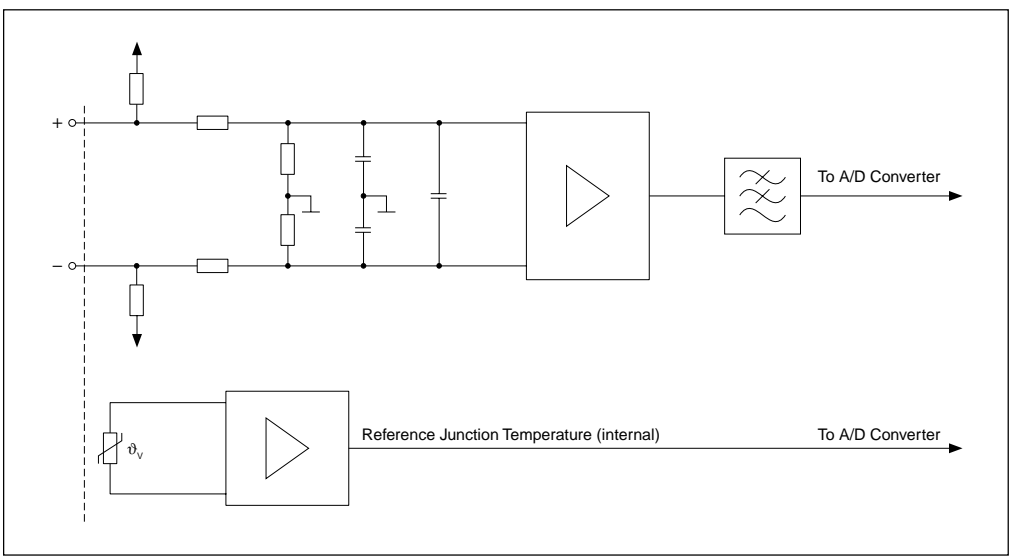 +
To A/D Converter
−
Reference Junction Temperature (internal)
To A/D Converter
ϑV